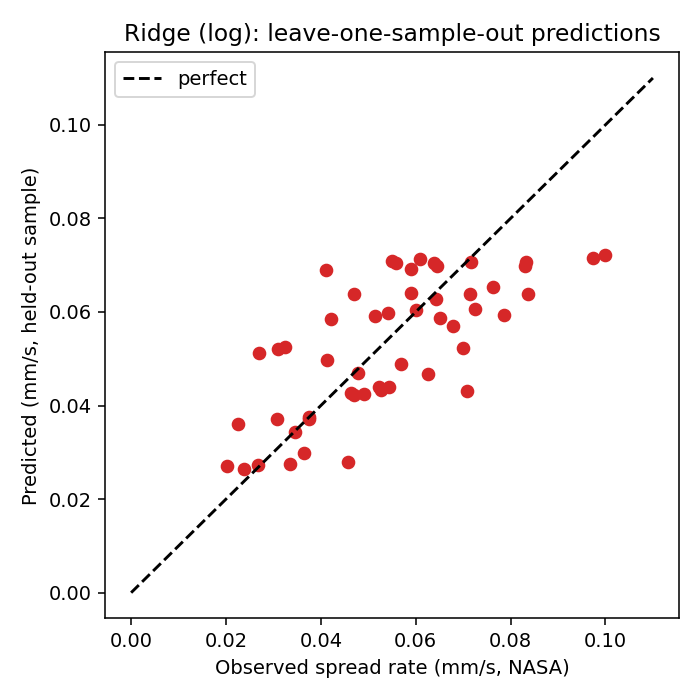 Ridge (log): leave-one-sample-out predictions
perfect
Predicted (mm/s, held-out sample)
0.10
0.08
0.06
0.04
0.02
0.00
0.00 0.02 0.04 0.06 0.08 0.10
Observed spread rate (mm/s, NASA)